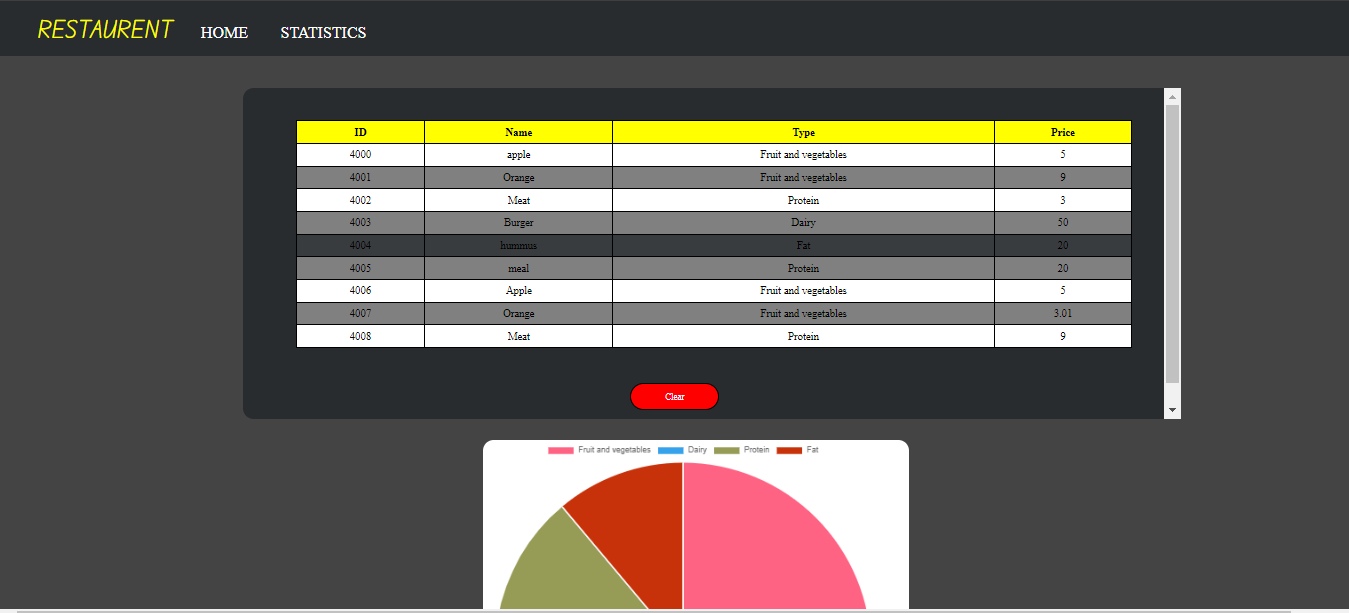 RESTAURENT HOME STATISTICS
ID Name Type Price
4000 apple Fruit and vegetables 5
4001 Orange Fruit and vegetables 9
4002 Meat Protein 3
4003 Burger Dairy 50
4004 hummus Fat 20
4005 meal Protein 20
4006 Apple Fruit and vegetables 5
4007 Orange Fruit and vegetables 3.01
4008 Meat Protein 9
Clear
Fruit and vegetables Dairy Protein Fat